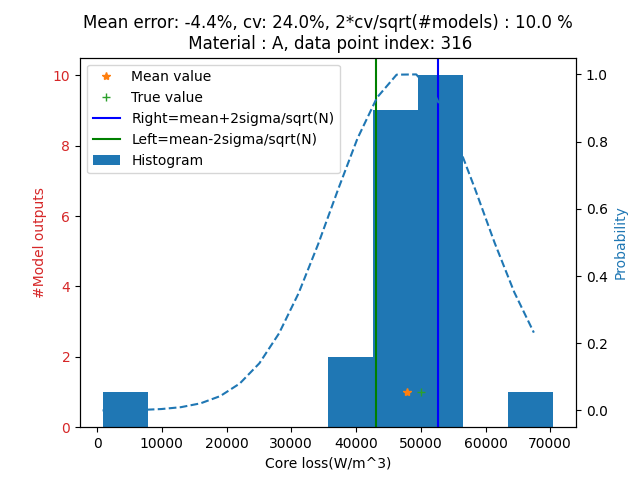 Mean error: -4.4%, cv: 24.0%, 2*cv/sqrt(#models) : 10.0 %
Material : A, data point index: 316
Mean value
True value
Right=mean+2sigma/sqrt(N)
Left=mean-2sigma/sqrt(N)
Histogram
#Model outputs
10
8
6
4
2
0
Probability
1.0
0.8
0.6
0.4
0.2
0.0
0 10000 20000 30000 40000 50000 60000 70000
Core loss(W/m^3)